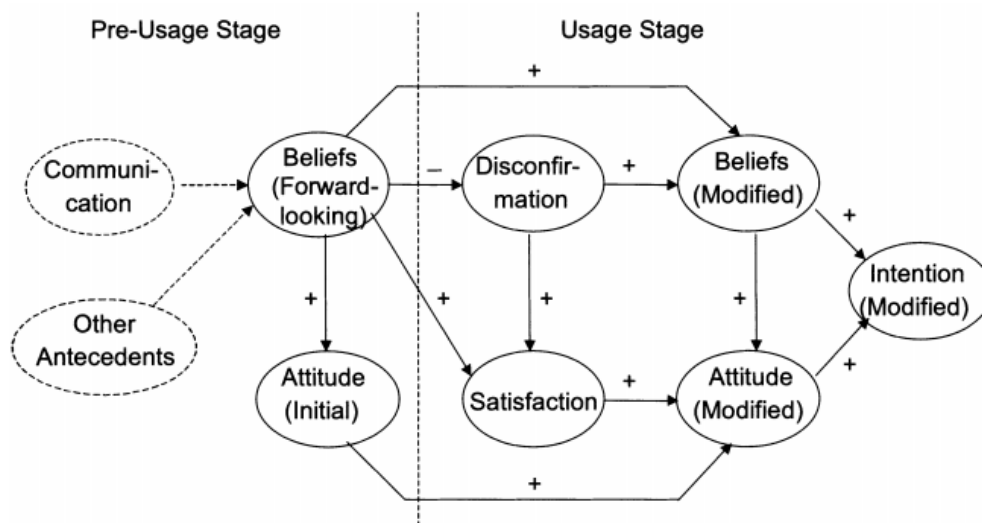 Pre-Usage Stage
Usage Stage
+
Communi-
cation
Beliefs
(Forward-
looking)
–
Disconfir-
mation
+
Beliefs
(Modified)
+
Intention
(Modified)
+
+
+
+
Other
Antecedents
Attitude
(Initial)
Satisfaction
+
Attitude
(Modified)
+
+